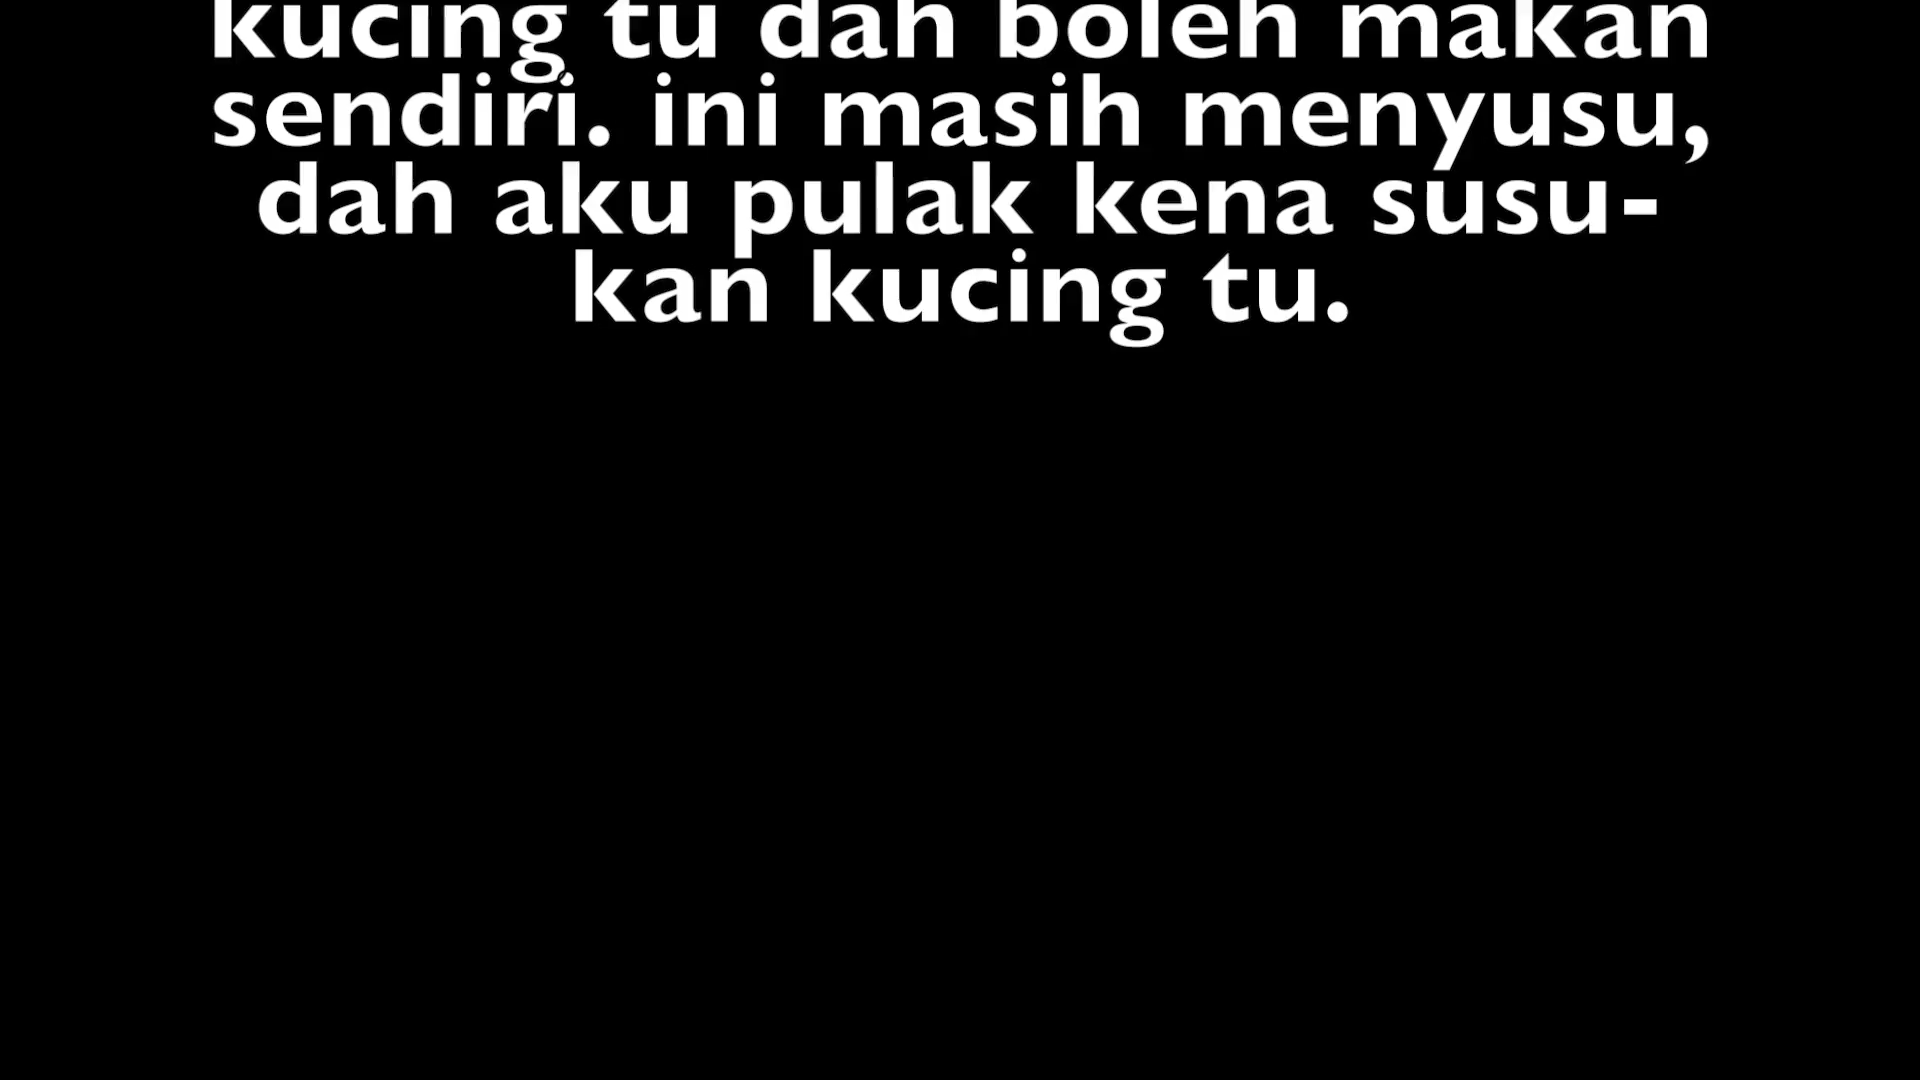 kucing tu dah boleh makan
sendiri. ini masih menyusu,
dah aku pulak kena susu-
kan kucing tu.